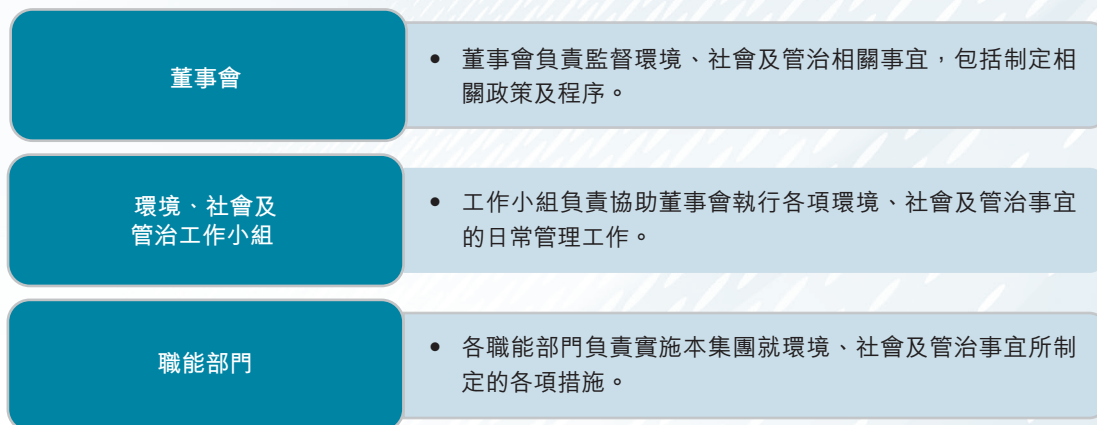 董事會
• 董事會負責監督環境、社會及管治相關事宜，包括制定相
關政策及程序。
環境、社會及
管治工作小組
• 工作小組負責協助董事會執行各項環境、社會及管治事宜
的日常管理工作。
職能部門
• 各職能部門負責實施本集團就環境、社會及管治事宜所制
定的各項措施。